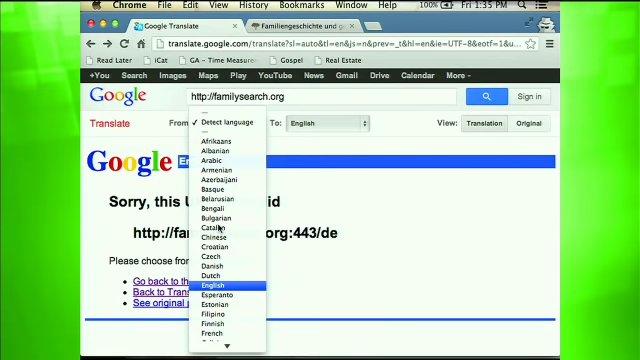 Chrome File Edit View History Bookmarks Window Help 100% Fri 1:35 PM
Google Translate
Familiengeschichte und ge
translate.google.com/translate?sl=auto&tl=en&js=n&prev=_t&hl=en&ie=UTF-8&eotf=1&u...
Read Later iCat GA - Time Measure Gospel Real Estate
+You Search Images Maps Play YouTube News Gmail Drive Calendar More
Google http://familysearch.org Sign in
Translate From Detect language To: English View: Translation Original
Afrikaans
Albanian
Arabic
Armenian
Azerbaijani
Basque
Belarusian
Bengali
Bulgarian
Catalan
Chinese
Croatian
Czech
Danish
Dutch
English
Esperanto
Estonian
Filipino
Finnish
French
Google
Sorry, this U id
http://fa org:443/de
Please choose from
Go back to th
Back to Trans
See original p